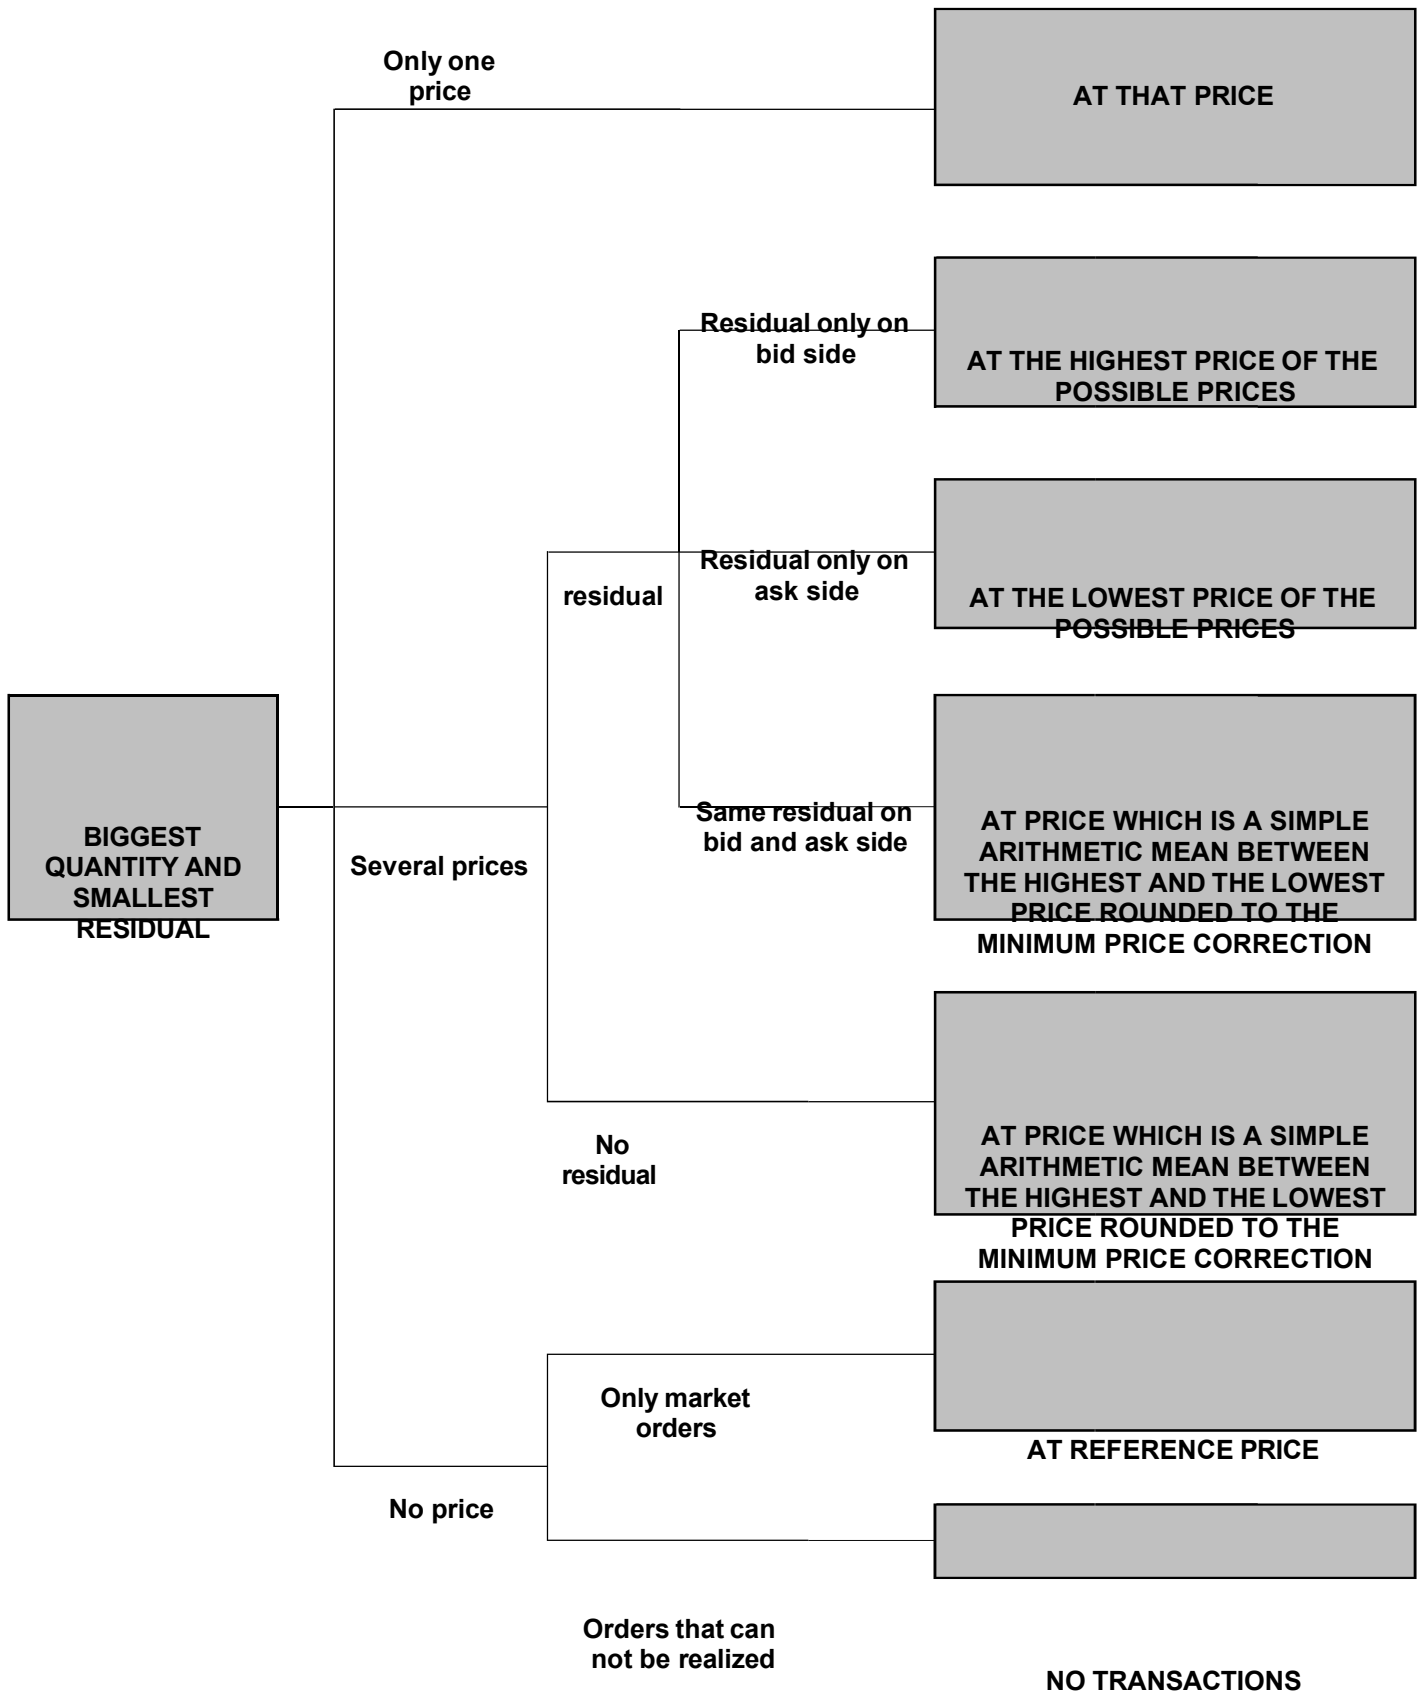 Only one
price
AT THAT PRICE
Residual only on
bid side
AT THE HIGHEST PRICE OF THE
POSSIBLE PRICES
residual
Residual only on
ask side
AT THE LOWEST PRICE OF THE
POSSIBLE PRICES
BIGGEST
QUANTITY AND
SMALLEST
RESIDUAL
Several prices
Same residual on
bid and ask side
AT PRICE WHICH IS A SIMPLE
ARITHMETIC MEAN BETWEEN
THE HIGHEST AND THE LOWEST
PRICE ROUNDED TO THE
MINIMUM PRICE CORRECTION
No
residual
AT PRICE WHICH IS A SIMPLE
ARITHMETIC MEAN BETWEEN
THE HIGHEST AND THE LOWEST
PRICE ROUNDED TO THE
MINIMUM PRICE CORRECTION
Only market
orders
AT REFERENCE PRICE
No price
Orders that can
not be realized
NO TRANSACTIONS